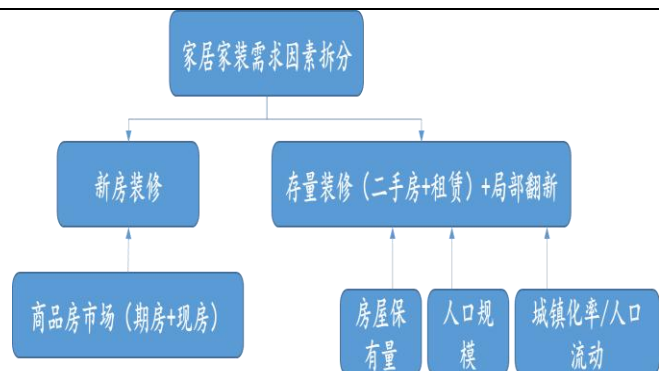 家居家装需求因素拆分
新房装修
存量装修（二手房+租赁）+局部翻新
商品房市场（期房+现房）
房屋保
有量
人口规
模
城镇化率/人口
流动